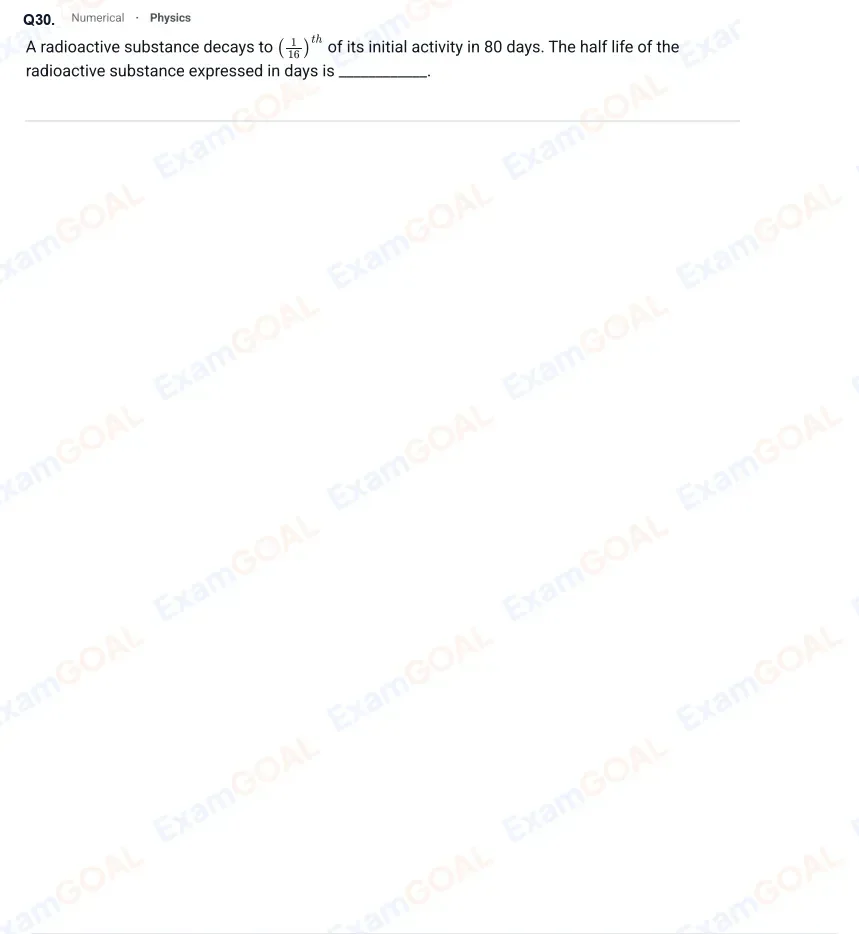 Q30. Numerical · Physics
A radioactive substance decays to (1/16)^th of its initial activity in 80 days. The half life of the
radioactive substance expressed in days is ___________.
ExamGOAL